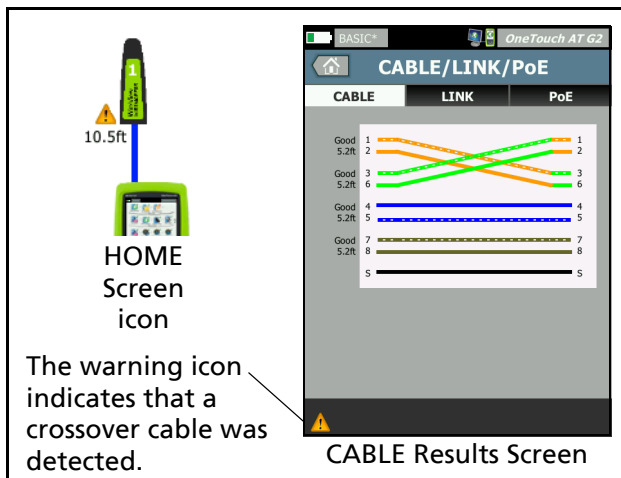 1
10.5ft
HOME
Screen
icon
The warning icon
indicates that a
crossover cable was
detected.
BASIC*
OneTouch AT G2
CABLE/LINK/PoE
CABLE LINK PoE
Good 1 1
5.2ft 2 2
Good 3 3
5.2ft 6 6
Good 4 4
5.2ft 5 5
Good 7 7
5.2ft 8 8
S S
CABLE Results Screen